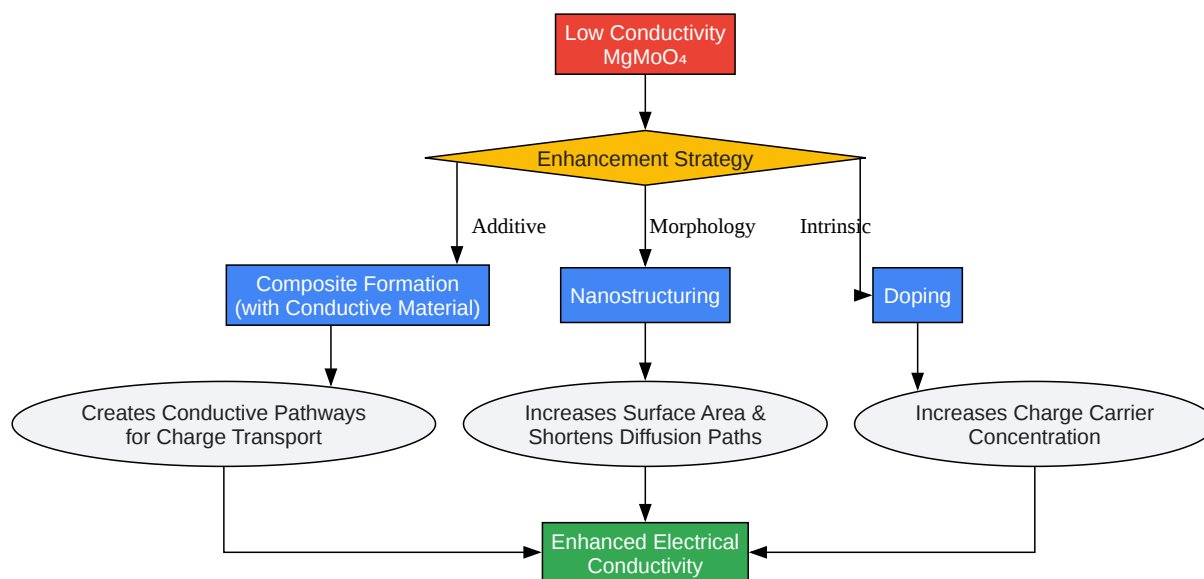 Low Conductivity
MgMoO₄
Enhancement Strategy
Additive
Morphology
Intrinsic
Composite Formation
(with Conductive Material)
Nanostructuring
Doping
Creates Conductive Pathways
for Charge Transport
Increases Surface Area &
Shortens Diffusion Paths
Increases Charge Carrier
Concentration
Enhanced Electrical
Conductivity